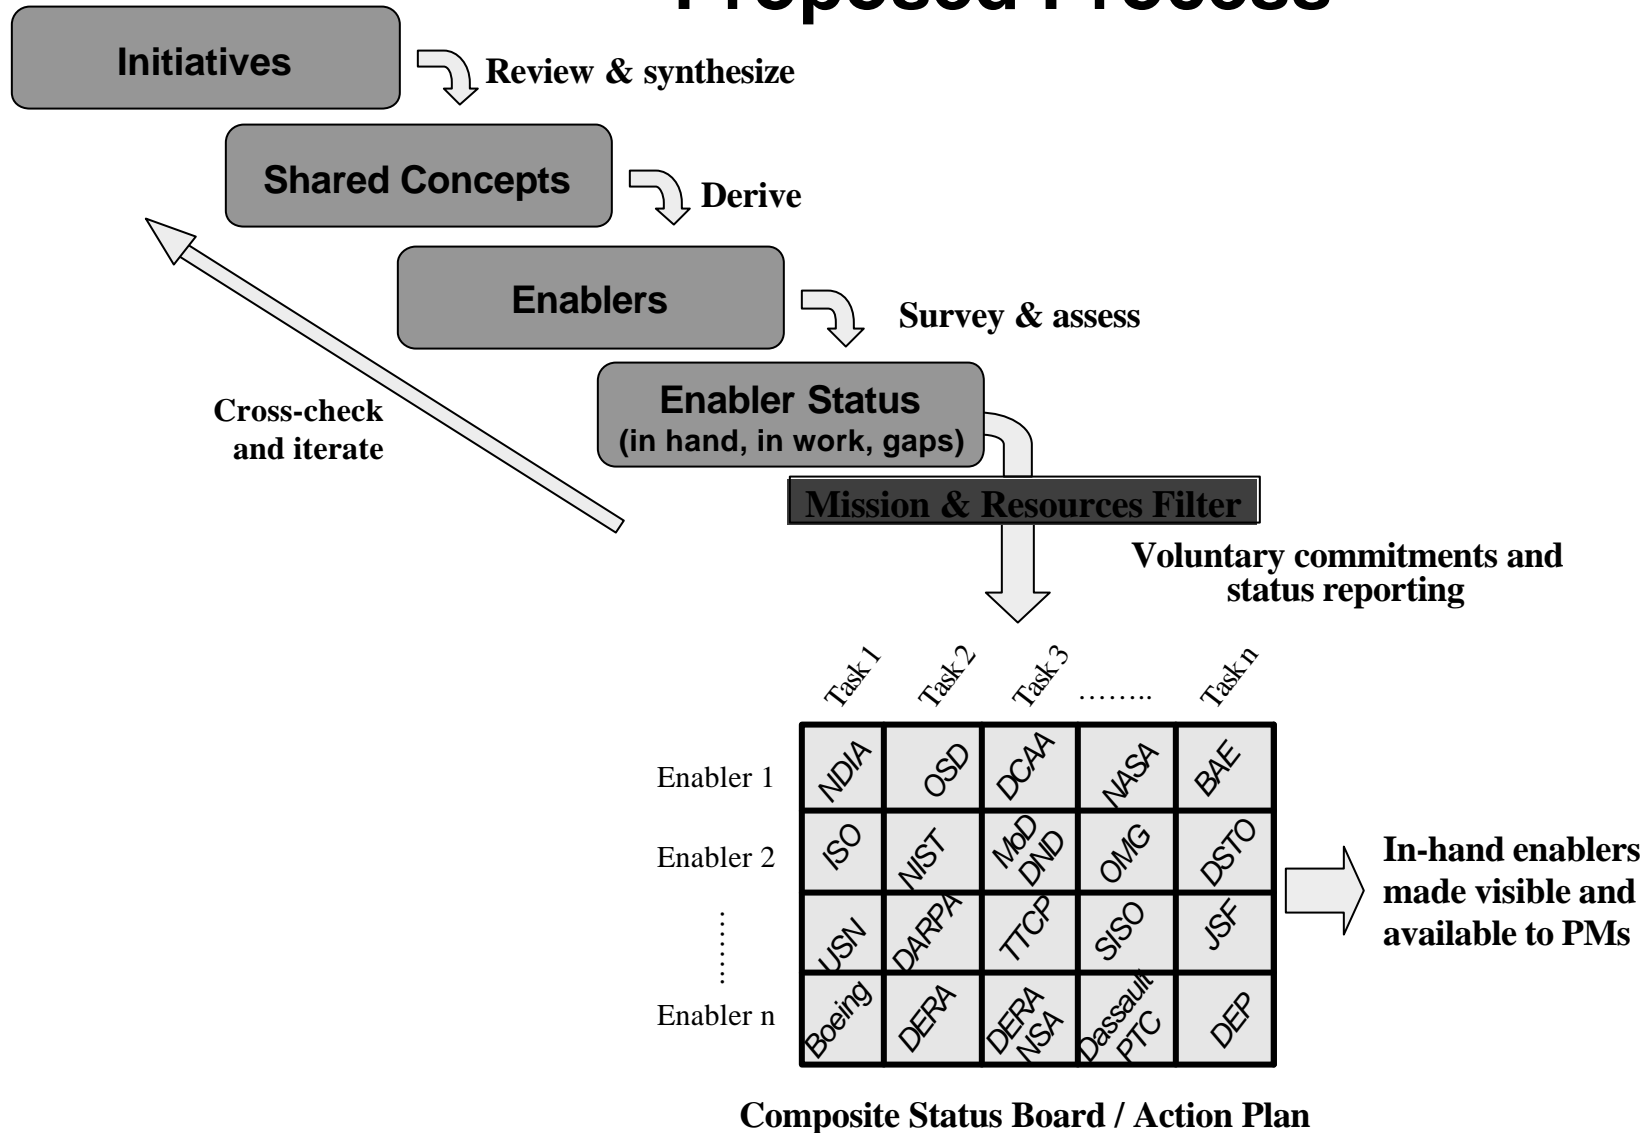 Proposed Process
Initiatives
Review & synthesize
Shared Concepts
Derive
Enablers
Survey & assess
Enabler Status
(in hand, in work, gaps)
Cross-check
and iterate
Mission & Resources Filter
Voluntary commitments and
status reporting
Task 1
Task 2
Task 3
........
Task n
Enabler 1
NDIA
OSD
DCAA
NASA
BAE
Enabler 2
ISO
NIST
MoD
DND
OMG
DSTO
In-hand enablers
made visible and
available to PMs
........
USN
DARPA
TTCP
SISO
JSF
Enabler n
Boeing
DERA
DERA
NSA
Dassault
PTC
DEP
Composite Status Board / Action Plan